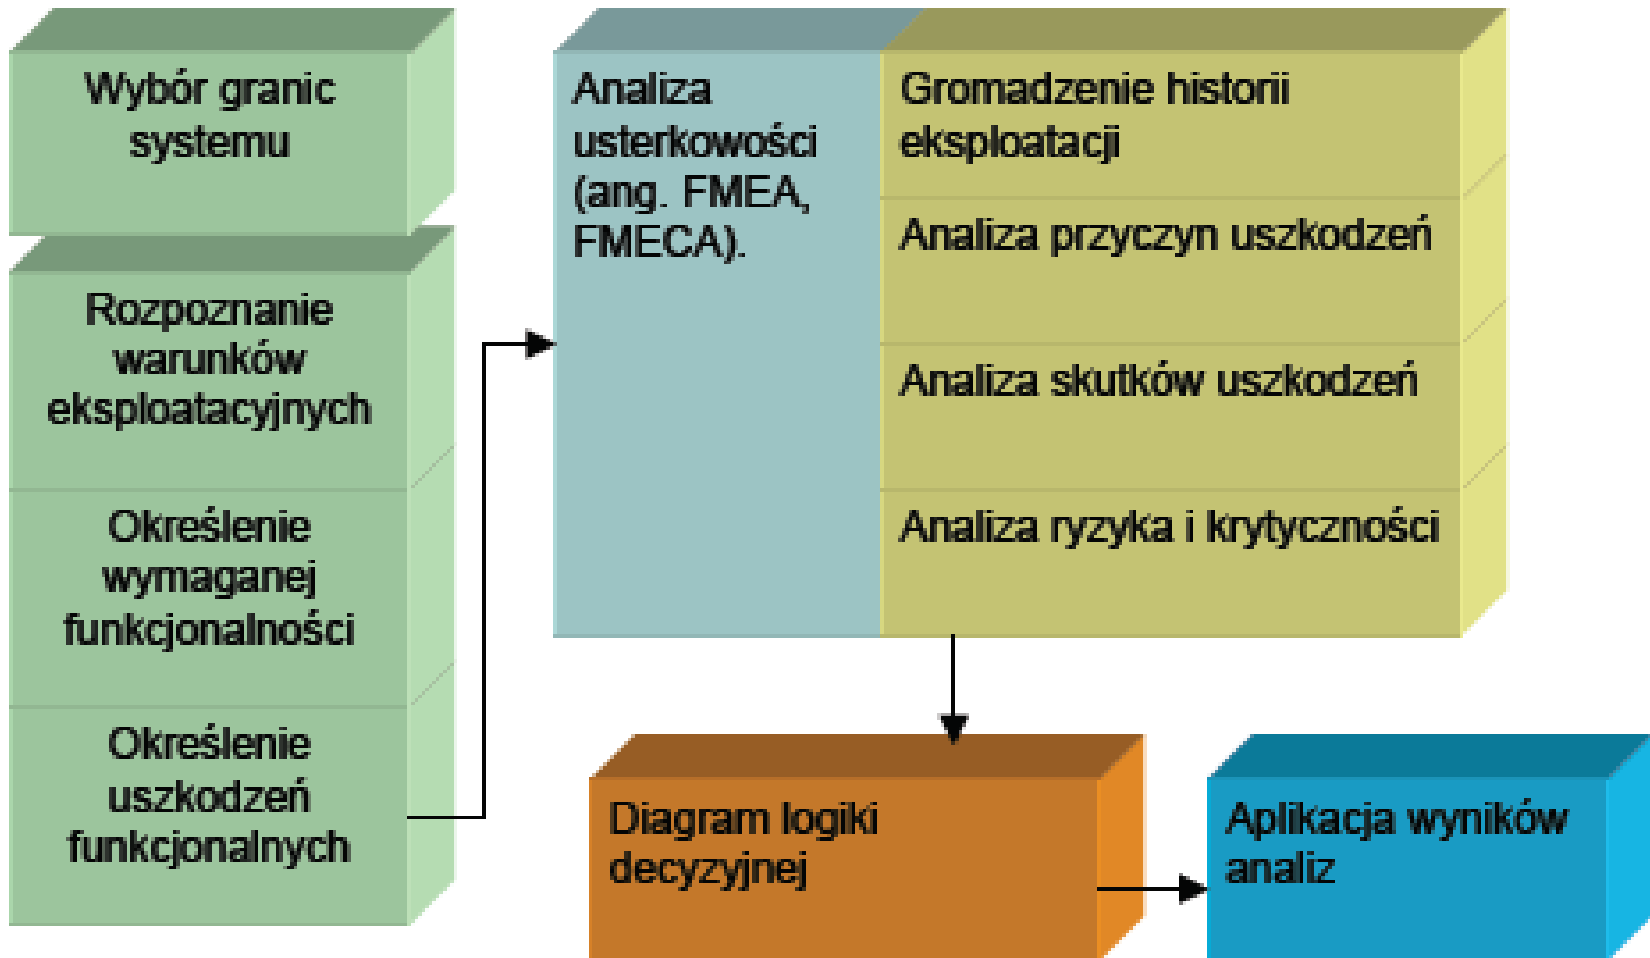 Wybór granic
systemu
Rozpoznanie
warunków
eksploatacyjnych
Określenie
wymaganej
funkcjonalności
Określenie
uszkodzeń
funkcjonalnych
Analiza
usterkowości
(ang. FMEA,
FMECA).
Gromadzenie historii
eksploatacji
Analiza przyczyn uszkodzeń
Analiza skutków uszkodzeń
Analiza ryzyka i krytyczności
Diagram logiki
decyzyjnej
Aplikacja wyników
analiz